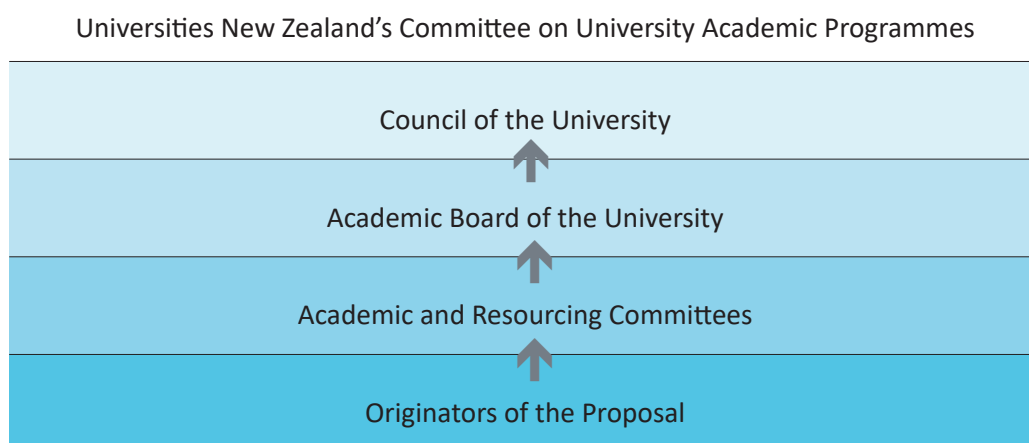 Universities New Zealand’s Committee on University Academic Programmes
Council of the University
Academic Board of the University
Academic and Resourcing Committees
Originators of the Proposal